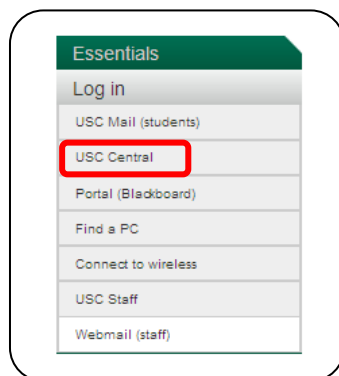 Essentials
Log in
USC Mail (students)
USC Central
Portal (Blackboard)
Find a PC
Connect to wireless
USC Staff
Webmail (staff)